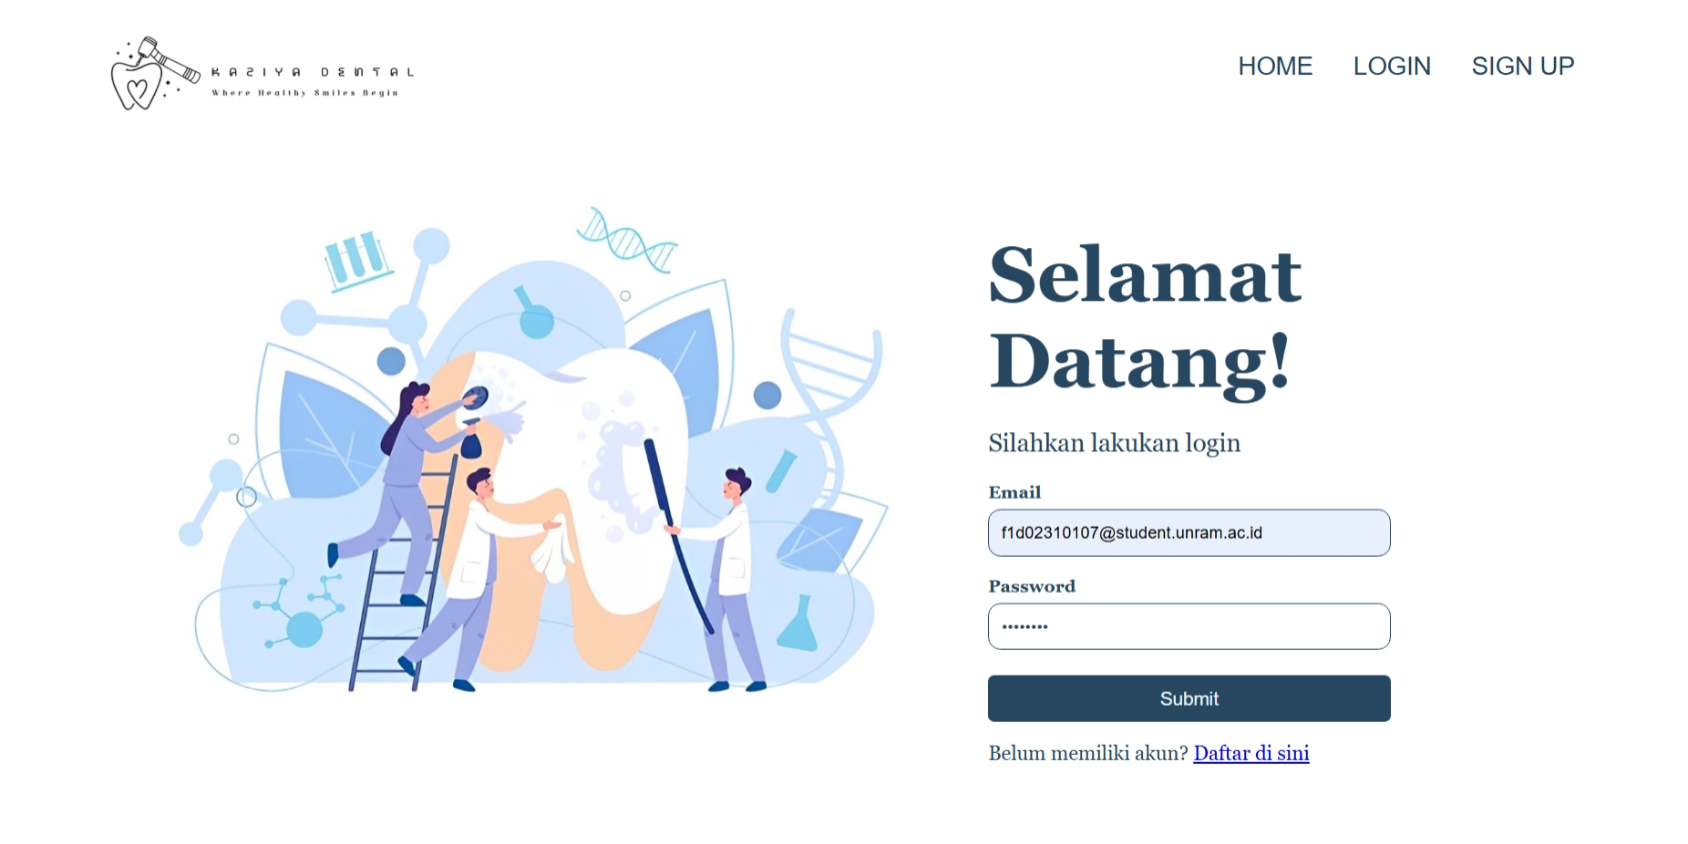 KAZIYA DENTAL
Where Healthy Smiles Begin
HOME LOGIN SIGN UP
Selamat
Datang!
Silahkan lakukan login
Email
f1d02310107@student.unram.ac.id
Password
••••••••
Submit
Belum memiliki akun? Daftar di sini